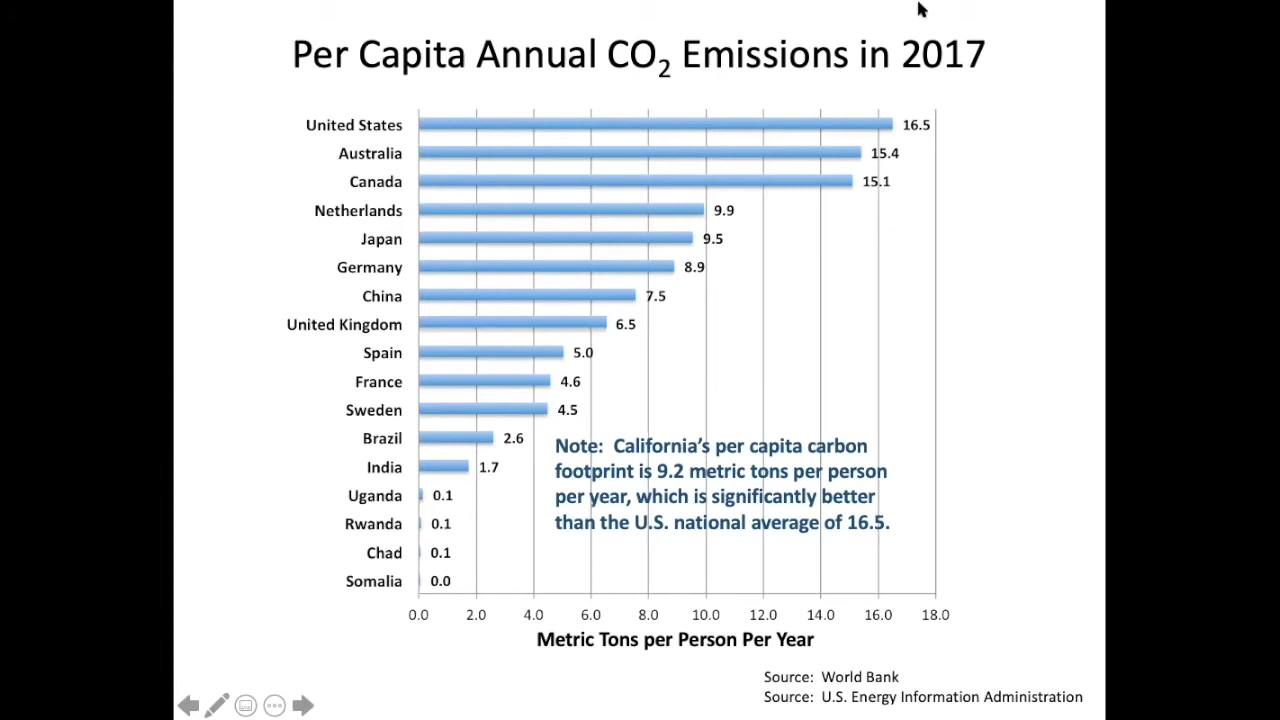 Per Capita Annual CO2 Emissions in 2017
United States 16.5
Australia 15.4
Canada 15.1
Netherlands 9.9
Japan 9.5
Germany 8.9
China 7.5
United Kingdom 6.5
Spain 5.0
France 4.6
Sweden 4.5
Brazil 2.6
India 1.7
Uganda 0.1
Rwanda 0.1
Chad 0.1
Somalia 0.0
Note: California's per capita carbon
footprint is 9.2 metric tons per person
per year, which is significantly better
than the U.S. national average of 16.5.
0.0 2.0 4.0 6.0 8.0 10.0 12.0 14.0 16.0 18.0
Metric Tons per Person Per Year
Source: World Bank
Source: U.S. Energy Information Administration